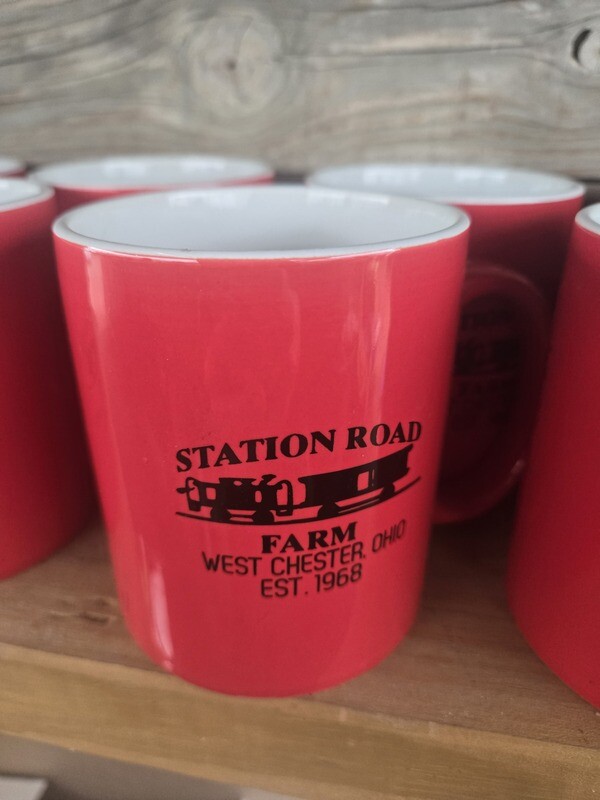 STATION ROAD
FARM
WEST CHESTER, OHIO
EST. 1968